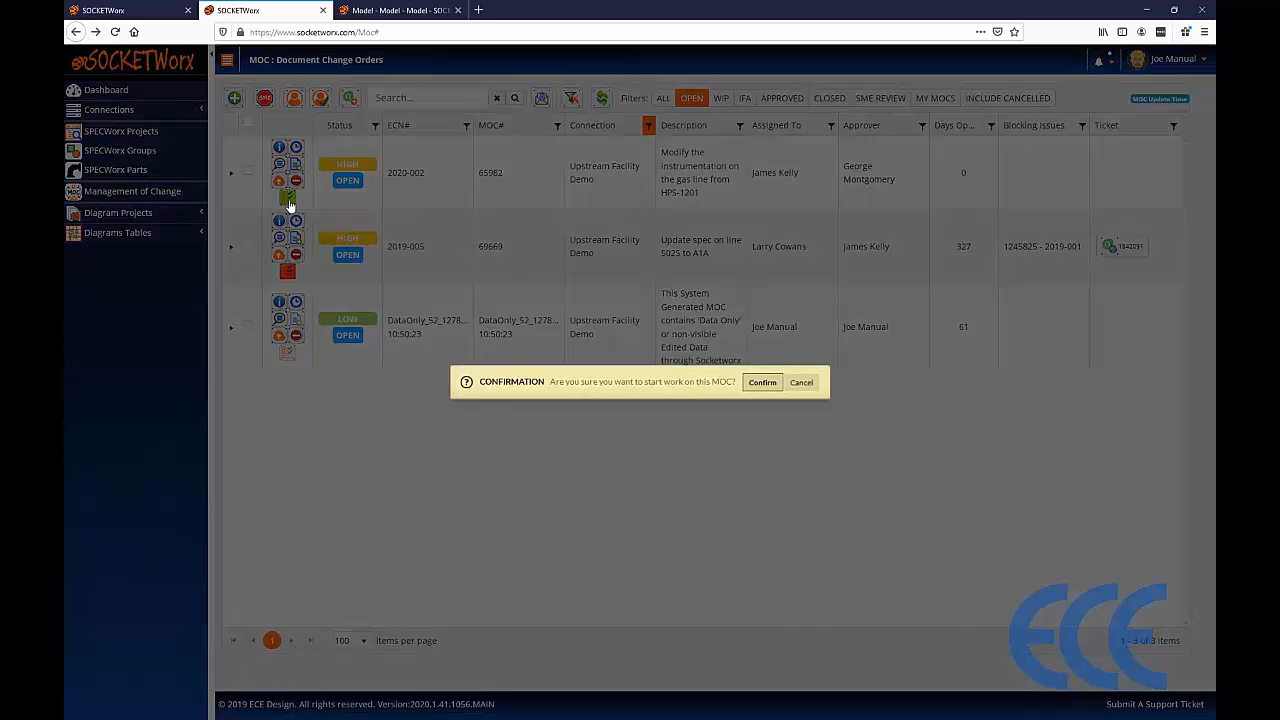 SOCKETWorx
SOCKETWorx
Model - Model - Model - SOC
https://www.socketworx.com/Moc#
SOCKETWorx
MOC : Document Change Orders
Joe Manual
Dashboard
Connections
SPECWorx Projects
SPECWorx Groups
SPECWorx Parts
Management of Change
Diagram Projects
Diagrams Tables
SME
Search...
Filters:
ALL
OPEN
WIP
IFA
APPROVED
CLOSED
SME REVIEW
MY MOCS
INCLUDE CANCELLED
MOC Update Time
Status
ECN#
MOC#
Connection
Description
Assigned To
Approver
Days Op...
Blocking Issues
Ticket
HIGH
OPEN
2020-002
65982
Upstream Facility
Demo
Modify the
instrumentation on
the gas line from
HPS-1201
James Kelly
George
Montgomery
0
HIGH
OPEN
2019-005
69669
Upstream Facility
Demo
Update spec on line
5025 to A1A
Larry Cowans
James Kelly
327
1245825 - 2019-001
1842091
LOW
OPEN
DataOnly_52_1278...
10:50:23
DataOnly_52_1278...
10:50:23
Upstream Facility
Demo
This System
Generated MOC
contains 'Data Only'
or non-visible
Edited Data
through Socketworx
Joe Manual
Joe Manual
61
CONFIRMATION Are you sure you want to start work on this MOC? Confirm Cancel
1
100
Items per page
1 - 3 of 3 items
ECE
© 2019 ECE Design. All rights reserved. Version:2020.1.41.1056.MAIN
Submit A Support Ticket